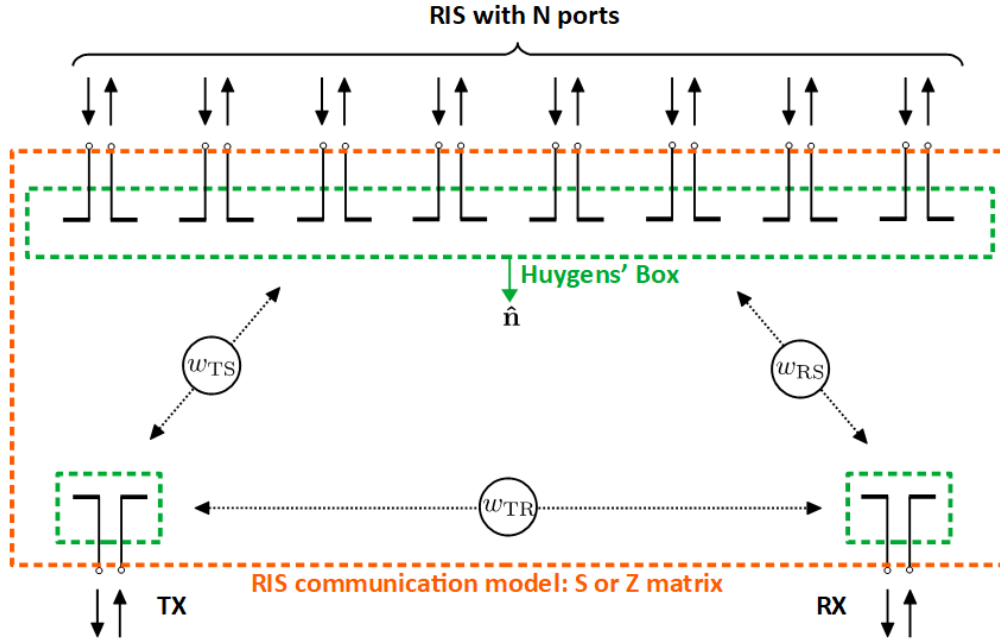 RIS with N ports
Huygens' Box
n̂
w_TS
w_RS
w_TR
RIS communication model: S or Z matrix
TX
RX